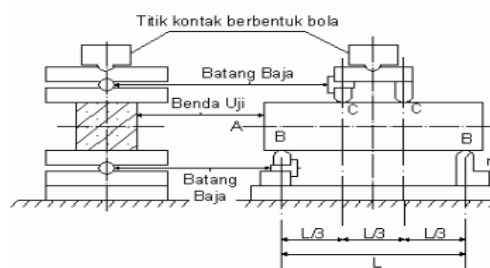 Titik kontak berbentuk bola
Batang Baja
Benda Uji
C
C
A
B
B
Batang
Baja
L/3
L/3
L/3
L